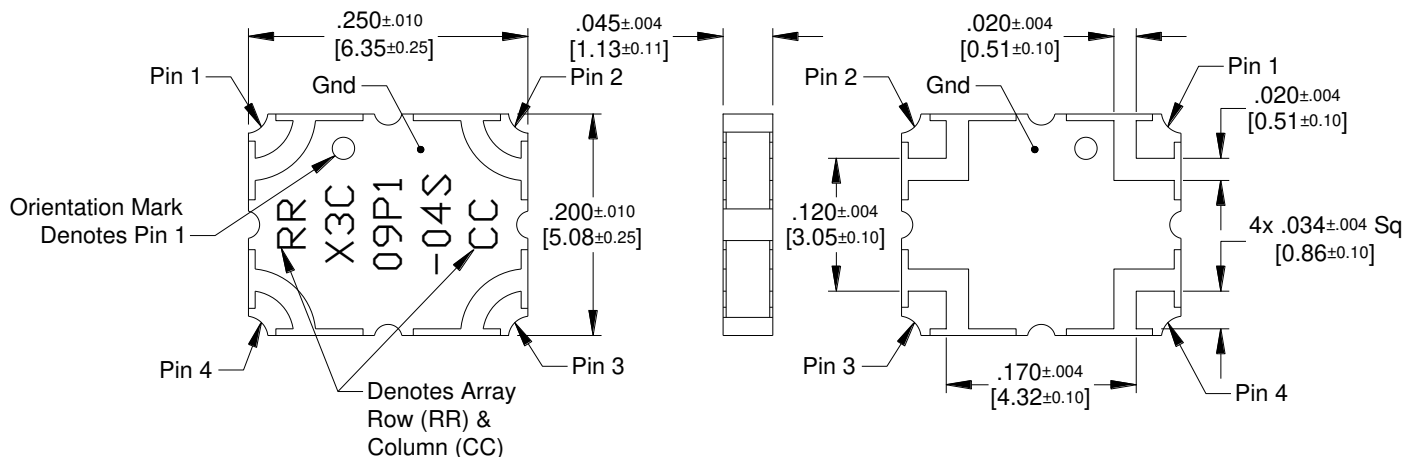 .250±.010
[6.35±0.25]
.045±.004
[1.13±0.11]
.020±.004
[0.51±0.10]
Pin 1
Gnd
Pin 2
Pin 2
Gnd
Pin 1
.020±.004
[0.51±0.10]
Orientation Mark
Denotes Pin 1
RR
X3C
09P1
-04S
CC
.200±.010
[5.08±0.25]
.120±.004
[3.05±0.10]
4x .034±.004 Sq
[0.86±0.10]
Pin 4
Pin 3
Pin 3
Pin 4
.170±.004
[4.32±0.10]
Denotes Array
Row (RR) &
Column (CC)